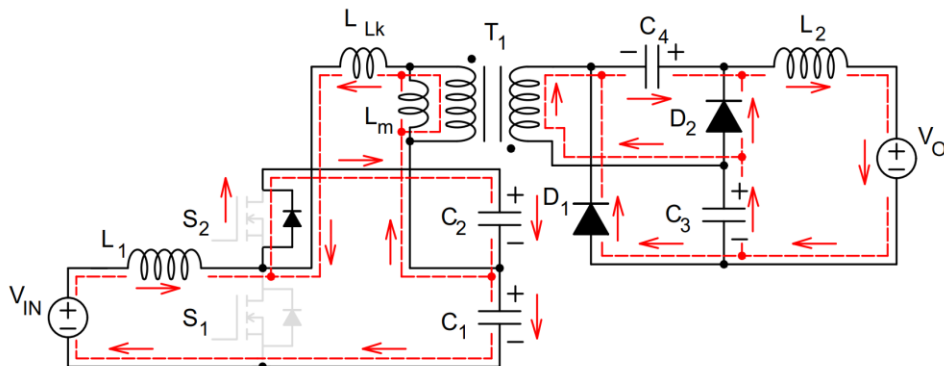 L Lk
T1
C4
L2
− +
Lm
D2
VO
+
−
S2
+
C2
−
D1
+
C3
−
L1
VIN
+
−
S1
+
C1
−